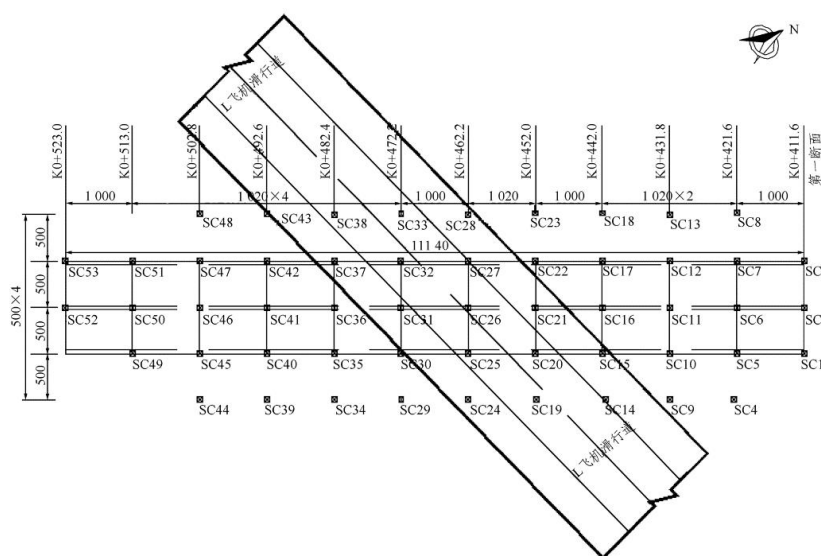 N
L飞机滑行道
K0+523.0
K0+513.0
K0+502.8
K0+492.6
K0+482.4
K0+472.2
K0+462.2
K0+452.0
K0+442.0
K0+431.8
K0+421.6
K0+411.6
第一断面
1 000
1 020×4
1 000
1 020
1 000
1 020×2
1 000
SC48
SC43
SC38
SC33
SC28
SC23
SC18
SC13
SC8
500
111 40
500×4
500
SC53
SC51
SC47
SC42
SC37
SC32
SC27
SC22
SC17
SC12
SC7
SC
500
SC52
SC50
SC46
SC41
SC36
SC31
SC26
SC21
SC16
SC11
SC6
SC
500
SC49
SC45
SC40
SC35
SC30
SC25
SC20
SC15
SC10
SC5
SC1
SC44
SC39
SC34
SC29
SC24
SC19
SC14
SC9
SC4
L飞机滑行道